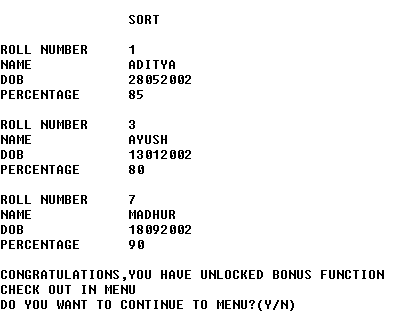 SORT
ROLL NUMBER 1
NAME ADITYA
DOB 28052002
PERCENTAGE 85
ROLL NUMBER 3
NAME AYUSH
DOB 13012002
PERCENTAGE 80
ROLL NUMBER 7
NAME MADHUR
DOB 18092002
PERCENTAGE 90
CONGRATULATIONS,YOU HAVE UNLOCKED BONUS FUNCTION
CHECK OUT IN MENU
DO YOU WANT TO CONTINUE TO MENU?(Y/N)